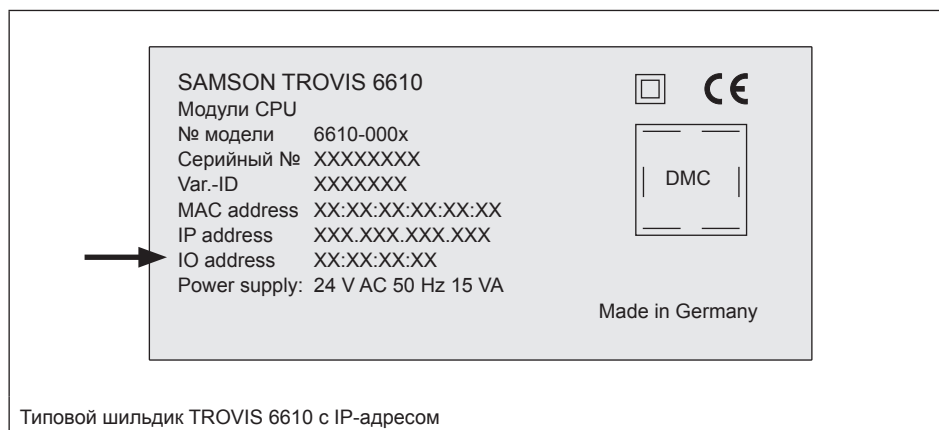 SAMSON TROVIS 6610
Модули CPU
№ модели 6610-000x
Серийный № XXXXXXXX
Var.-ID XXXXXXX
MAC address XX:XX:XX:XX:XX:XX
IP address XXX.XXX.XXX.XXX
IO address XX:XX:XX:XX
Power supply: 24 V AC 50 Hz 15 VA
CE
DMC
Made in Germany
Типовой шильдик TROVIS 6610 с IP-адресом